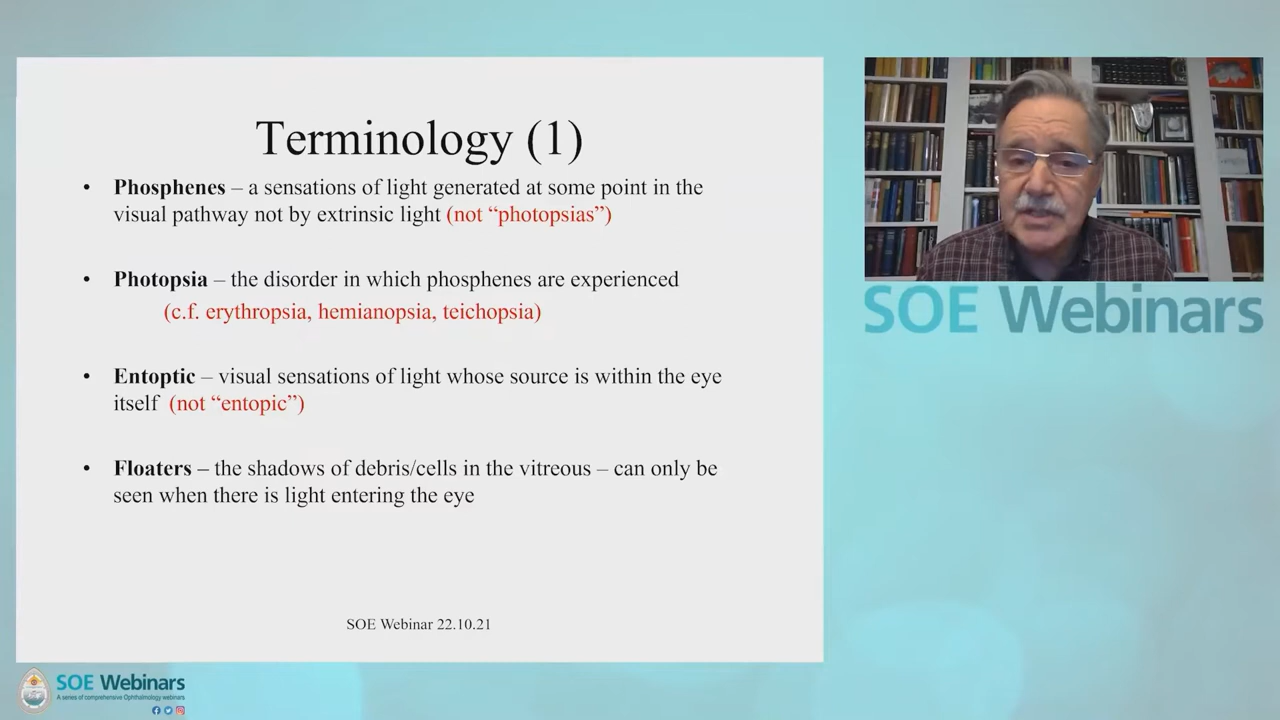 Terminology (1)
• Phosphenes – a sensations of light generated at some point in the
visual pathway not by extrinsic light (not “photopsias”)
• Photopsia – the disorder in which phosphenes are experienced
(c.f. erythropsia, hemianopsia, teichopsia)
• Entoptic – visual sensations of light whose source is within the eye
itself (not “entopic”)
• Floaters – the shadows of debris/cells in the vitreous – can only be
seen when there is light entering the eye
SOE Webinar 22.10.21
SOE Webinars
SOE Webinars
A series of comprehensive Ophthalmology webinars